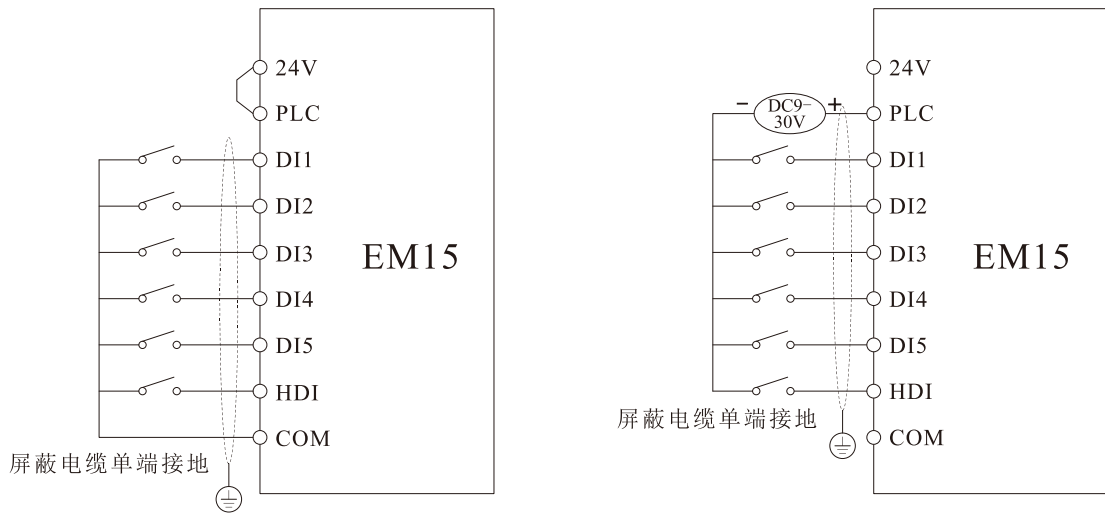 24V
PLC
DI1
DI2
DI3
EM15
DI4
DI5
HDI
COM
屏蔽电缆单端接地
24V
− DC9−
30V +
PLC
DI1
DI2
DI3
EM15
DI4
DI5
HDI
屏蔽电缆单端接地
COM